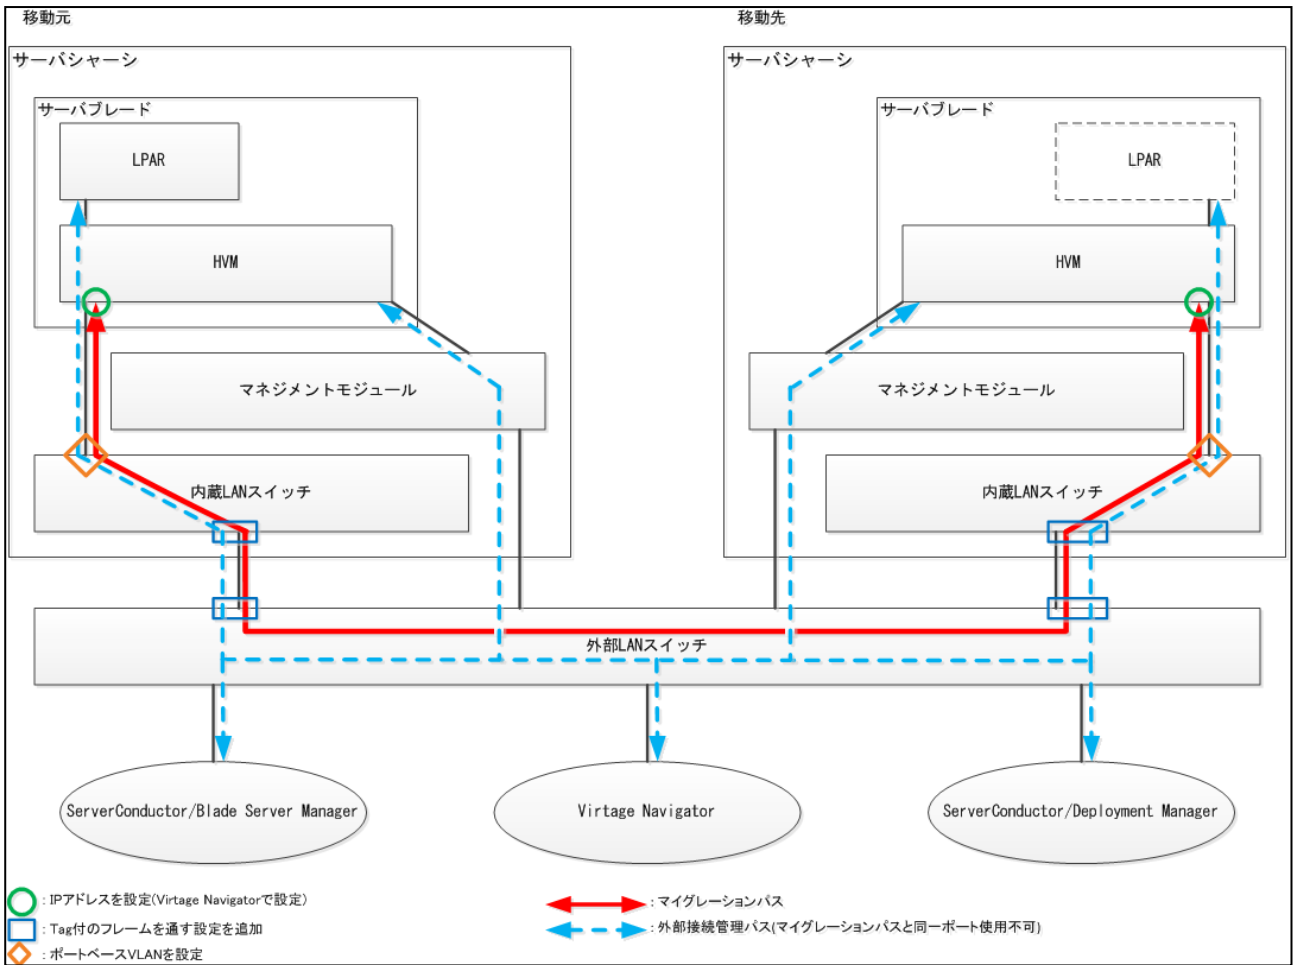 移動元
移動先
サーバシャーシ
サーバシャーシ
サーバブレード
サーバブレード
LPAR
LPAR
HVM
HVM
マネジメントモジュール
マネジメントモジュール
内蔵LANスイッチ
内蔵LANスイッチ
外部LANスイッチ
ServerConductor/Blade Server Manager
Virtage Navigator
ServerConductor/Deployment Manager
: IPアドレスを設定(Virtage Navigatorで設定)
: Tag付のフレームを通す設定を追加
: ポートベースVLANを設定
: マイグレーションパス
: 外部接続管理パス(マイグレーションパスと同一ポート使用不可)